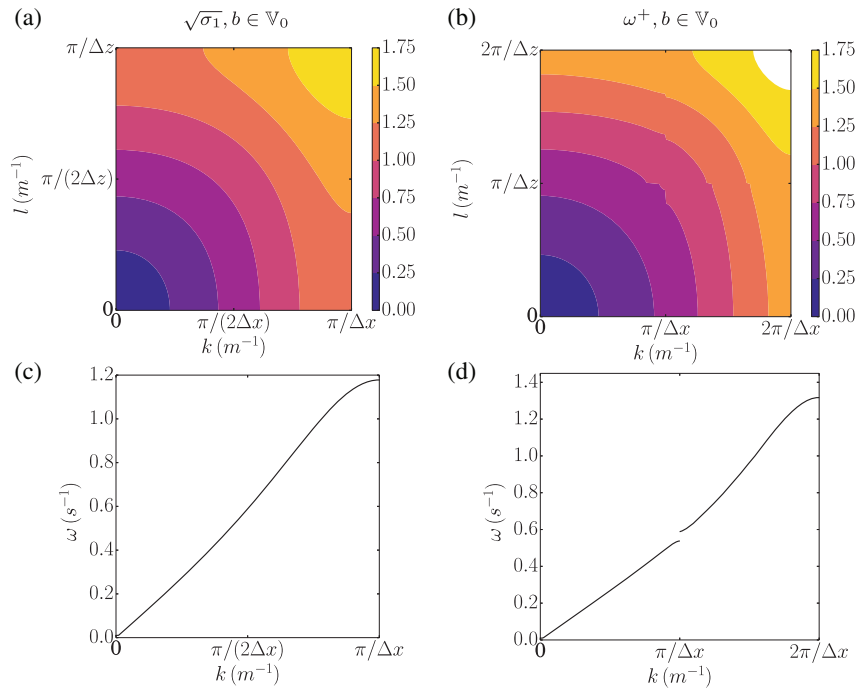 (a)
√σ₁, b ∈ 𝕍₀
π/Δz
π/(2Δz)
0
l (m⁻¹)
0
π/(2Δx)
π/Δx
k (m⁻¹)
1.75
1.50
1.25
1.00
0.75
0.50
0.25
0.00
(b)
ω⁺, b ∈ 𝕍₀
2π/Δz
π/Δz
0
l (m⁻¹)
0
π/Δx
2π/Δx
k (m⁻¹)
1.75
1.50
1.25
1.00
0.75
0.50
0.25
0.00
(c)
1.2
1.0
0.8
0.6
0.4
0.2
0.0
ω (s⁻¹)
0
π/(2Δx)
π/Δx
k (m⁻¹)
(d)
1.4
1.2
1.0
0.8
0.6
0.4
0.2
0.0
ω (s⁻¹)
0
π/Δx
2π/Δx
k (m⁻¹)